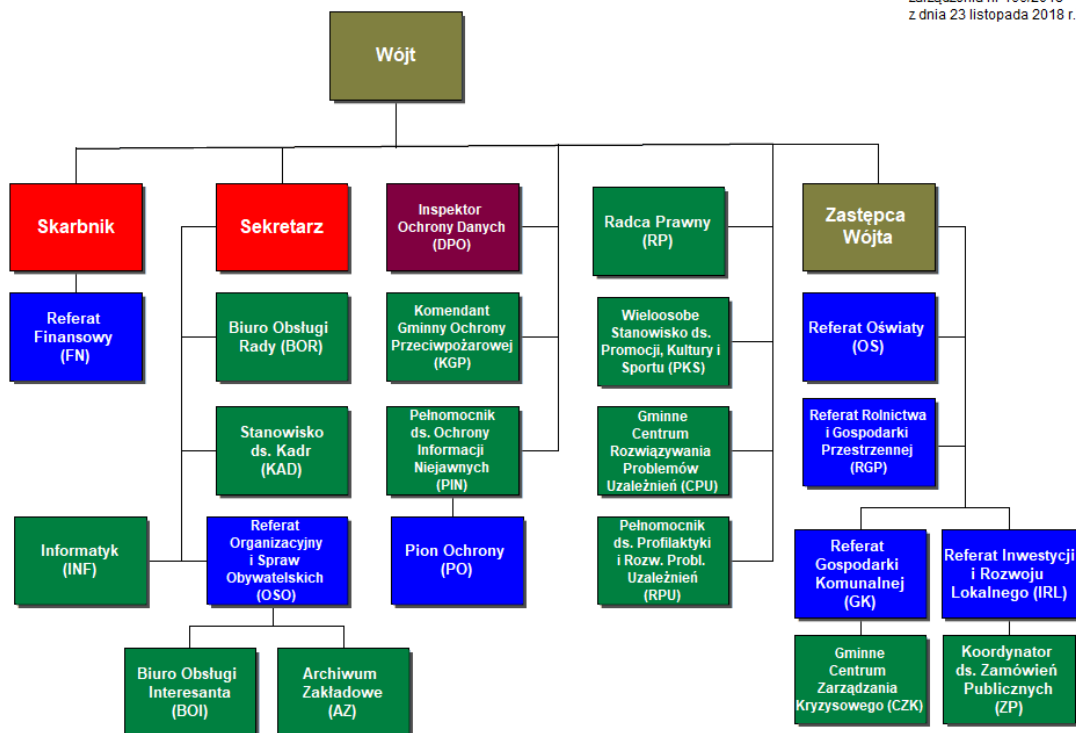 z dnia 23 listopada 2018 r.
Wójt
Skarbnik
Sekretarz
Inspektor
Ochrony Danych
(DPO)
Radca Prawny
(RP)
Zastępca
Wójta
Referat
Finansowy
(FN)
Biuro Obsługi
Rady (BOR)
Komendant
Gminny Ochrony
Przeciwpożarowej
(KGP)
Wieloosobe
Stanowisko ds.
Promocji, Kultury i
Sportu (PKS)
Referat Oświaty
(OS)
Stanowisko
ds. Kadr
(KAD)
Pełnomocnik
ds. Ochrony
Informacji
Niejawnych
(PIN)
Gminne
Centrum
Rozwiązywania
Problemów
Uzależnień (CPU)
Referat Rolnictwa
i Gospodarki
Przestrzennej
(RGP)
Informatyk
(INF)
Referat
Organizacyjny
i Spraw
Obywatelskich
(OSO)
Pion Ochrony
(PO)
Pełnomocnik
ds. Profilaktyki
i Rozw. Probl.
Uzależnień
(RPU)
Referat
Gospodarki
Komunalnej
(GK)
Referat Inwestycji
i Rozwoju
Lokalnego (IRL)
Biuro Obsługi
Interesanta
(BOI)
Archiwum
Zakładowe
(AZ)
Gminne
Centrum
Zarządzania
Kryzysowego (CZK)
Koordynator
ds. Zamówień
Publicznych
(ZP)